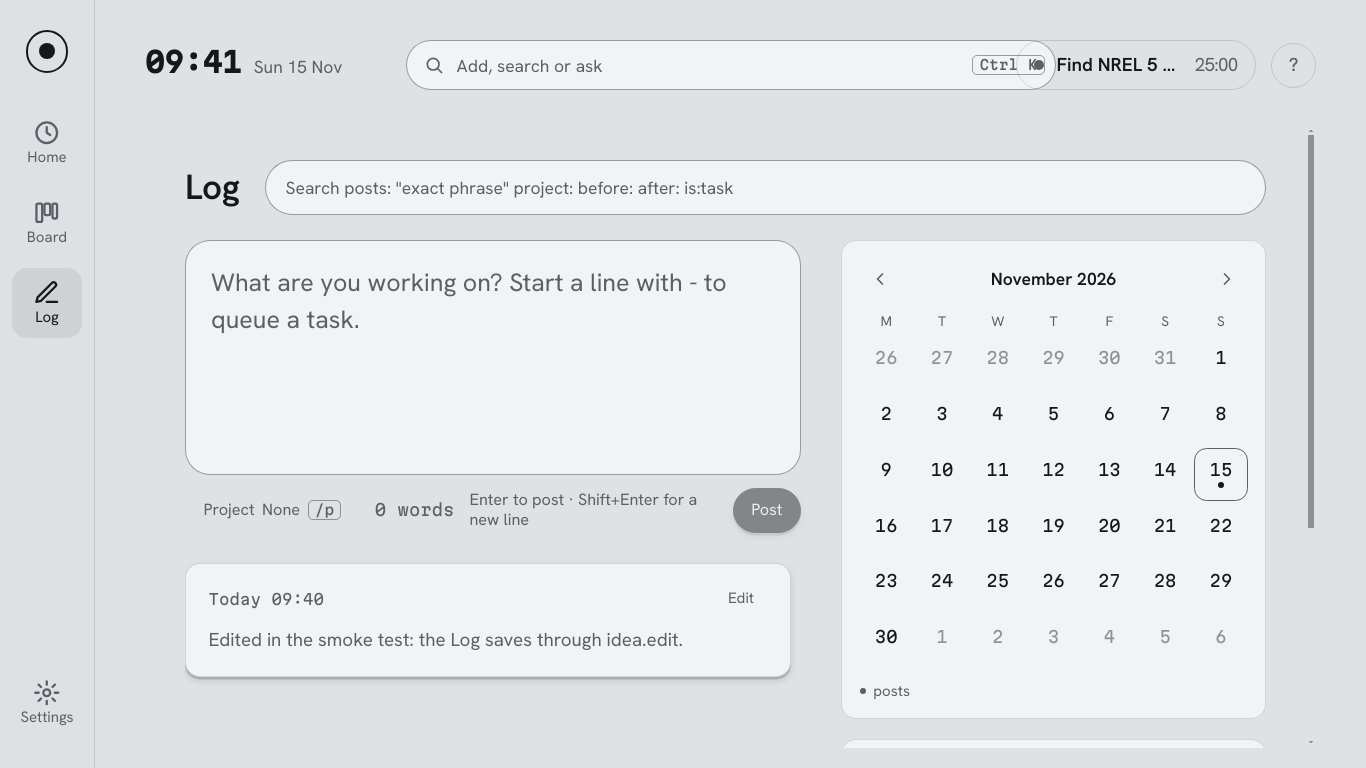 09:41 Sun 15 Nov
Add, search or ask
Ctrl K
Find NREL 5 ... 25:00
?
Home
Board
Log
Settings
Log
Search posts: "exact phrase" project: before: after: is:task
What are you working on? Start a line with - to
queue a task.
Project None /p 0 words
Enter to post · Shift+Enter for a
new line
Post
Today 09:40
Edit
Edited in the smoke test: the Log saves through idea.edit.
November 2026
M T W T F S S
26 27 28 29 30 31 1
2 3 4 5 6 7 8
9 10 11 12 13 14 15
16 17 18 19 20 21 22
23 24 25 26 27 28 29
30 1 2 3 4 5 6
posts